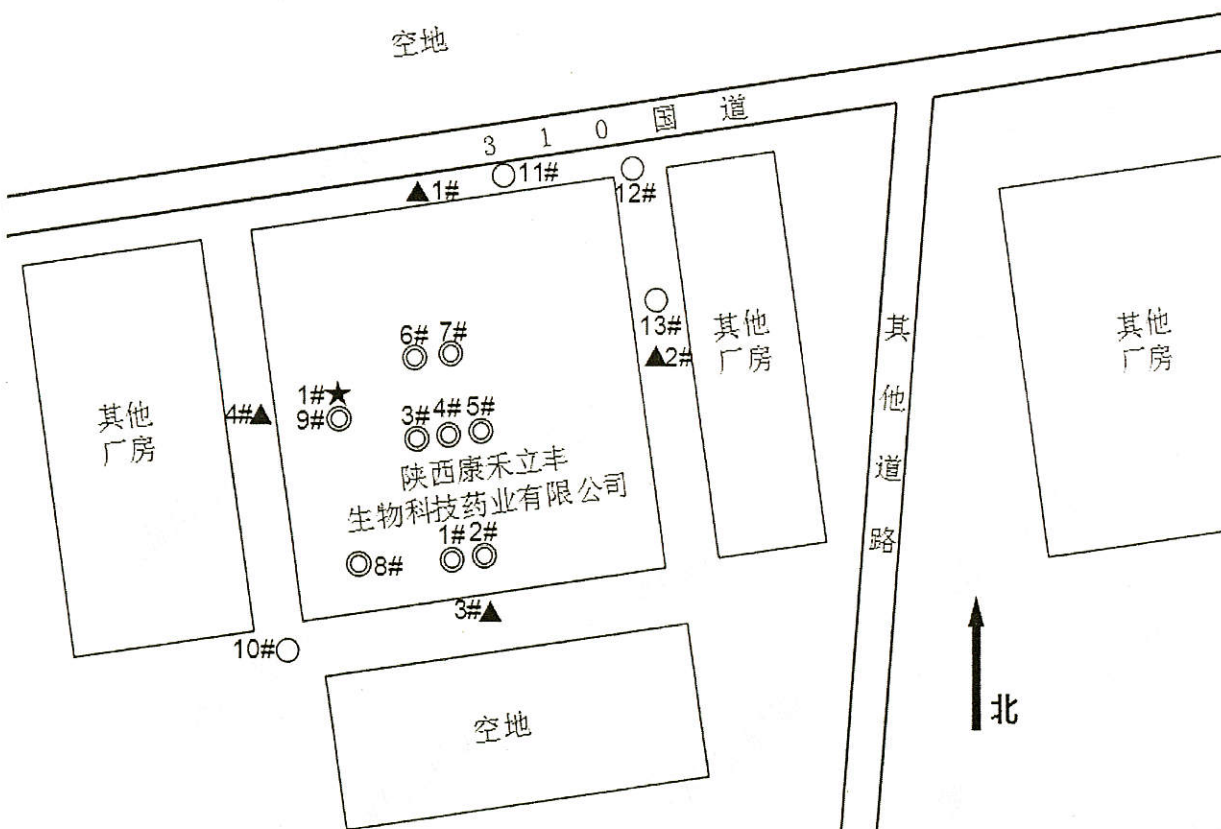 空地
310国道
▲1#
11#
12#
13#
▲2#
其他
厂房
其他道路
其他
厂房
6# 7#
1#★
9#
3# 4# 5#
4#▲
其他
厂房
陕西康禾立丰
生物科技药业有限公司
1# 2#
8#
3#▲
10#
空地
北